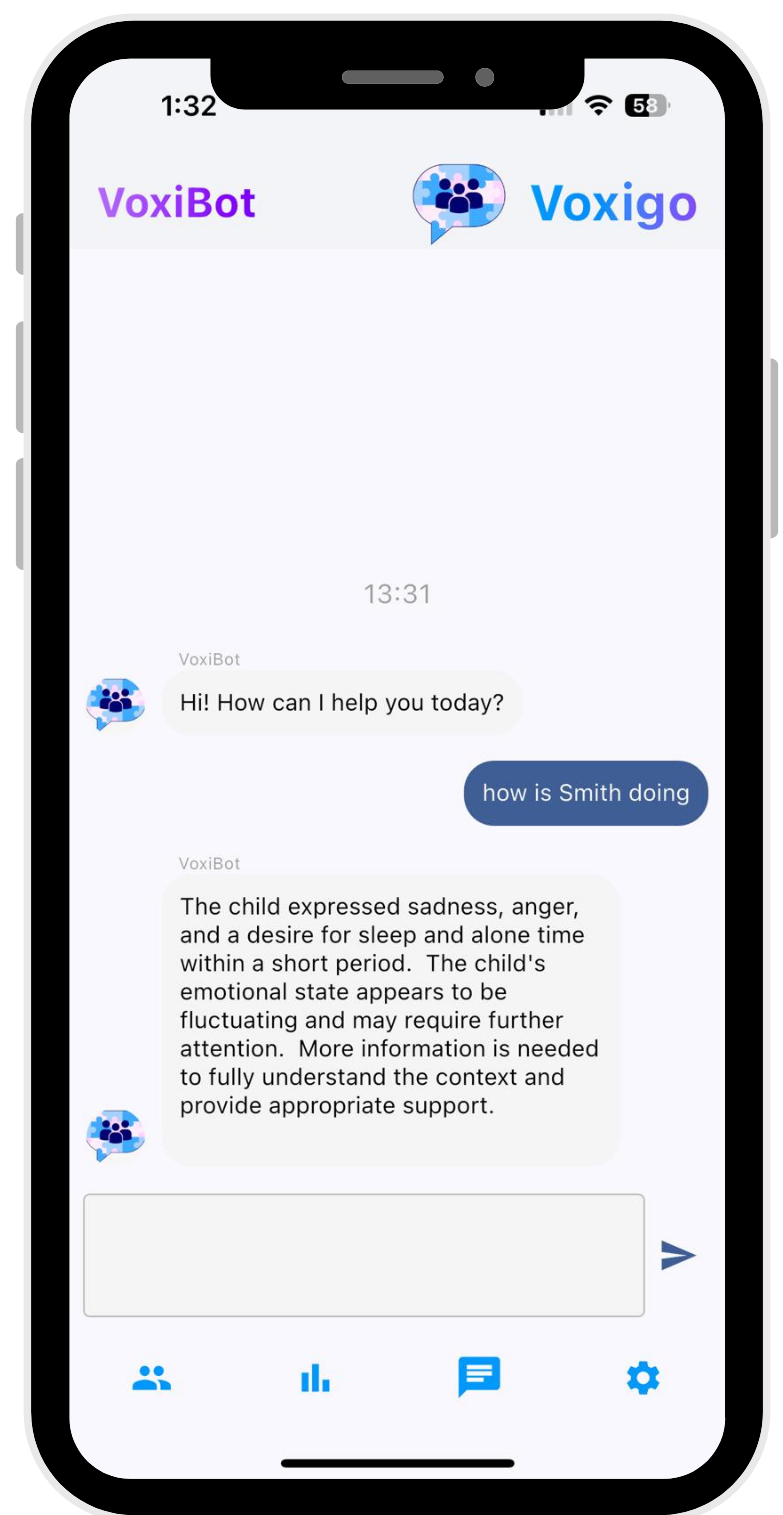 1:32
58
VoxiBot
Voxigo
13:31
VoxiBot
Hi! How can I help you today?
how is Smith doing
VoxiBot
The child expressed sadness, anger,
and a desire for sleep and alone time
within a short period.  The child's
emotional state appears to be
fluctuating and may require further
attention.  More information is needed
to fully understand the context and
provide appropriate support.